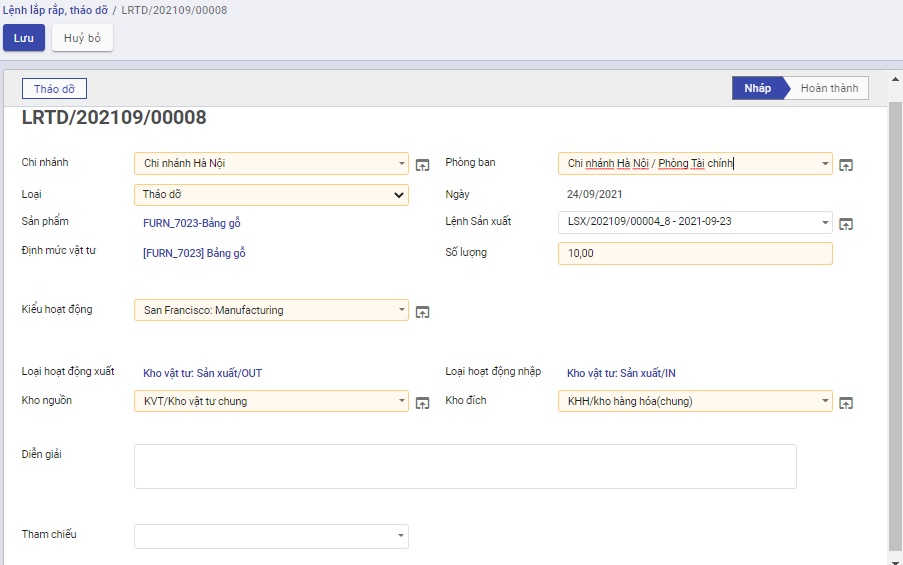 Lệnh lắp rắp, tháo dỡ / LRTD/202109/00008
Lưu Huỷ bỏ
Tháo dỡ Nháp Hoàn thành
LRTD/202109/00008
Chi nhánh Chi nhánh Hà Nội Phòng ban Chi nhánh Hà Nội / Phòng Tài chính
Loại Tháo dỡ Ngày 24/09/2021
Sản phẩm FURN_7023-Bảng gỗ Lệnh Sản xuất LSX/202109/00004_8 - 2021-09-23
Định mức vật tư [FURN_7023] Bảng gỗ Số lượng 10,00
Kiểu hoạt động San Francisco: Manufacturing
Loại hoạt động xuất Kho vật tư: Sản xuất/OUT Loại hoạt động nhập Kho vật tư: Sản xuất/IN
Kho nguồn KVT/Kho vật tư chung Kho đích KHH/kho hàng hóa(chung)
Diễn giải
Tham chiếu